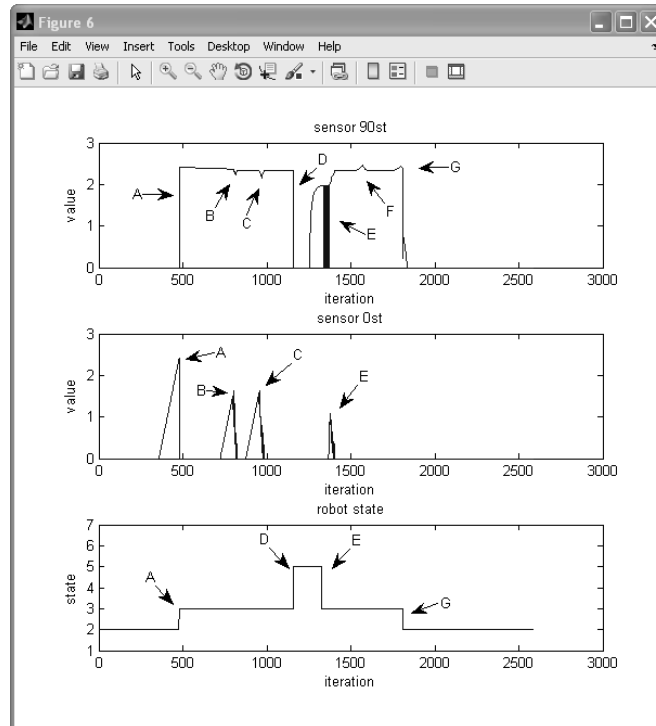 Figure 6
File Edit View Insert Tools Desktop Window Help
sensor 90st
3
2
1
0
value
A
B
C
D
E
F
G
0 500 1000 1500 2000 2500 3000
iteration
sensor 0st
3
2
1
0
value
A
B
C
E
0 500 1000 1500 2000 2500 3000
iteration
robot state
7
6
5
4
3
2
1
state
A
D
E
G
0 500 1000 1500 2000 2500 3000
iteration